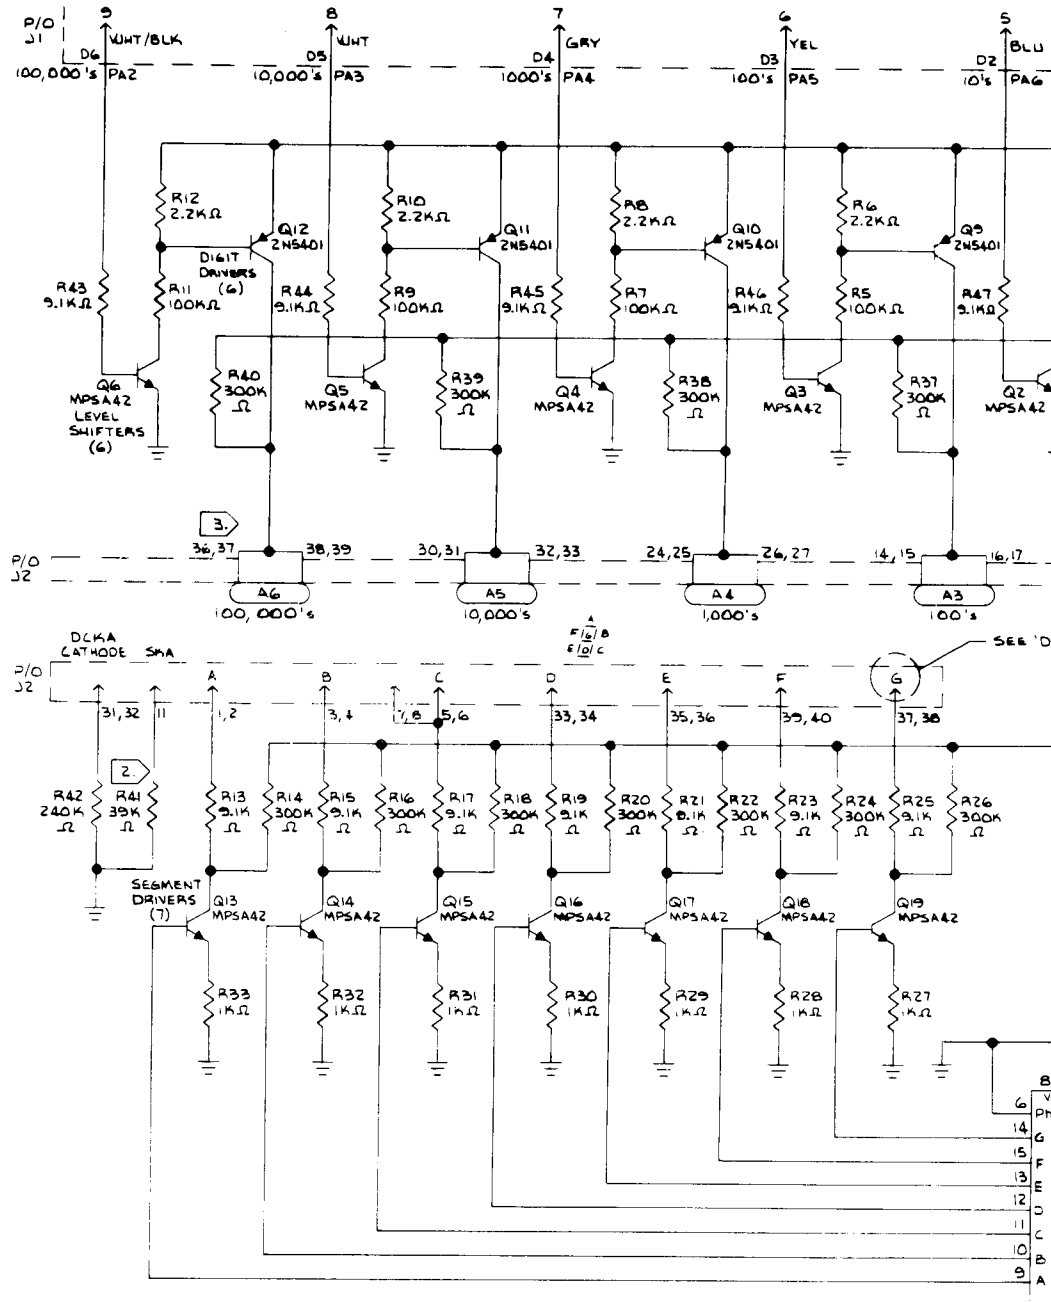 9 8 7 6 5
P/O J1
WHT/BLK WHT GRY YEL BLU
D6 D5 D4 D3 D2
100,000's PA2 10,000's PA3 1000's PA4 100's PA5 10's PA6
R12 2.2KΩ
R10 2.2KΩ
R8 2.2KΩ
R6 2.2KΩ
Q12 2N5401
Q11 2N5401
Q10 2N5401
Q9 2N5401
DIGIT DRIVERS (6)
R43 9.1KΩ
R11 100KΩ
R44 9.1KΩ
R9 100KΩ
R45 9.1KΩ
R7 100KΩ
R46 9.1KΩ
R5 100KΩ
R47 9.1KΩ
Q6 MPSA42
LEVEL SHIFTERS (6)
R40 300K Ω
Q5 MPSA42
R39 300K Ω
Q4 MPSA42
R38 300K Ω
Q3 MPSA42
R37 300K Ω
Q2 MPSA42
3.
P/O J2
36,37 38,39 30,31 32,33 24,25 26,27 14,15 16,17
A6 A5 A4 A3
100,000's 10,000's 1,000's 100's
DCKA CATHODE SKA
A
F/G/B
E/D/C
SEE 'D
P/O J2
A B C D E F G
31,32 11 1,2 3,4 7,8 5,6 33,34 35,36 39,40 37,38
2.
R42 240K Ω
R41 39K Ω
R13 9.1K Ω
R14 300K Ω
R15 9.1K Ω
R16 300K Ω
R17 9.1K Ω
R18 300K Ω
R19 9.1K Ω
R20 300K Ω
R21 9.1K Ω
R22 300K Ω
R23 9.1K Ω
R24 300K Ω
R25 9.1K Ω
R26 300K Ω
SEGMENT DRIVERS (7)
Q13 MPSA42
Q14 MPSA42
Q15 MPSA42
Q16 MPSA42
Q17 MPSA42
Q18 MPSA42
Q19 MPSA42
R33 1KΩ
R32 1KΩ
R31 1KΩ
R30 1KΩ
R29 1KΩ
R28 1KΩ
R27 1KΩ
8
6 Ph
14 G
15 F
13 E
12 D
11 C
10 B
9 A